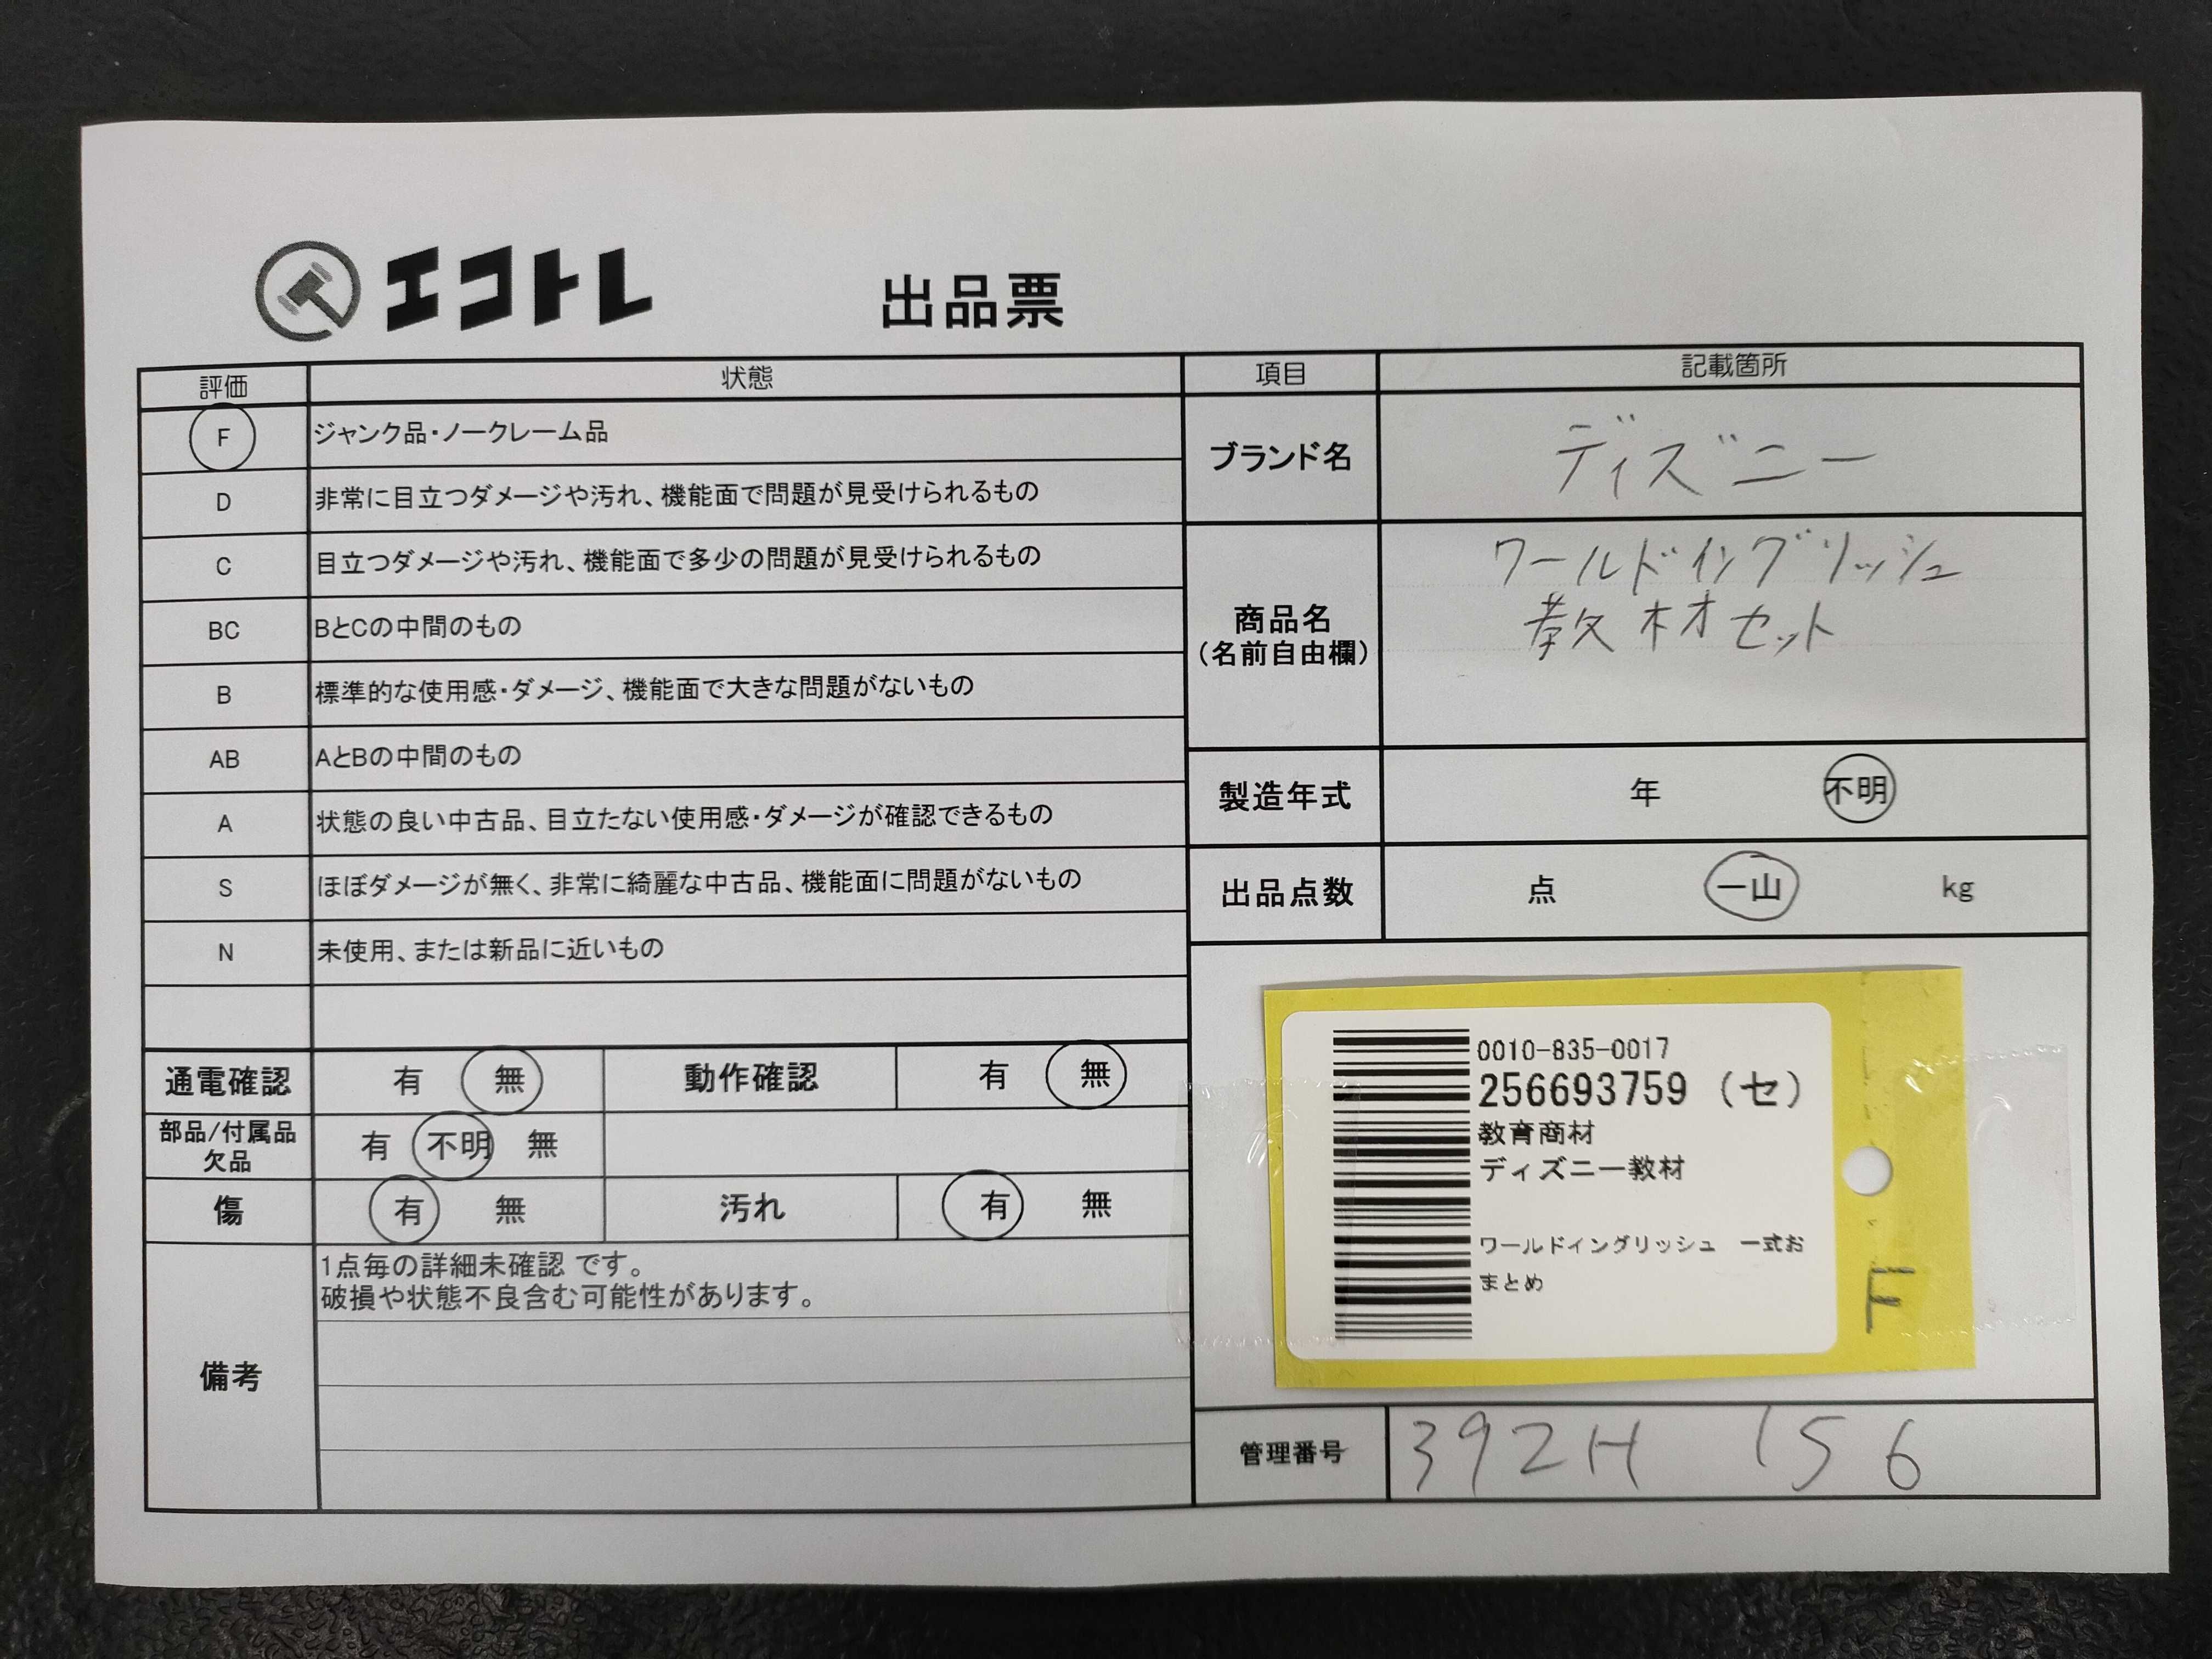 エコトレ
出品票
評価 状態
F ジャンク品・ノークレーム品
D 非常に目立つダメージや汚れ、機能面で問題が見受けられるもの
C 目立つダメージや汚れ、機能面で多少の問題が見受けられるもの
BC BとCの中間のもの
B 標準的な使用感・ダメージ、機能面で大きな問題がないもの
AB AとBの中間のもの
A 状態の良い中古品、目立たない使用感・ダメージが確認できるもの
S ほぼダメージが無く、非常に綺麗な中古品、機能面に問題がないもの
N 未使用、または新品に近いもの
通電確認 有 無 動作確認 有 無
部品/付属品
欠品 有 不明 無
傷 有 無 汚れ 有 無
備考
1点毎の詳細未確認 です。
破損や状態不良含む可能性があります。
項目 記載箇所
ブランド名 ディズニー
商品名
(名前自由欄)
ワールドイングリッシュ
教材セット
製造年式 年 不明
出品点数 点 一山 kg
0010-835-0017
256693759 (セ)
教育商材
ディズニー教材
ワールドイングリッシュ 一式お
まとめ
F
管理番号 392H 156